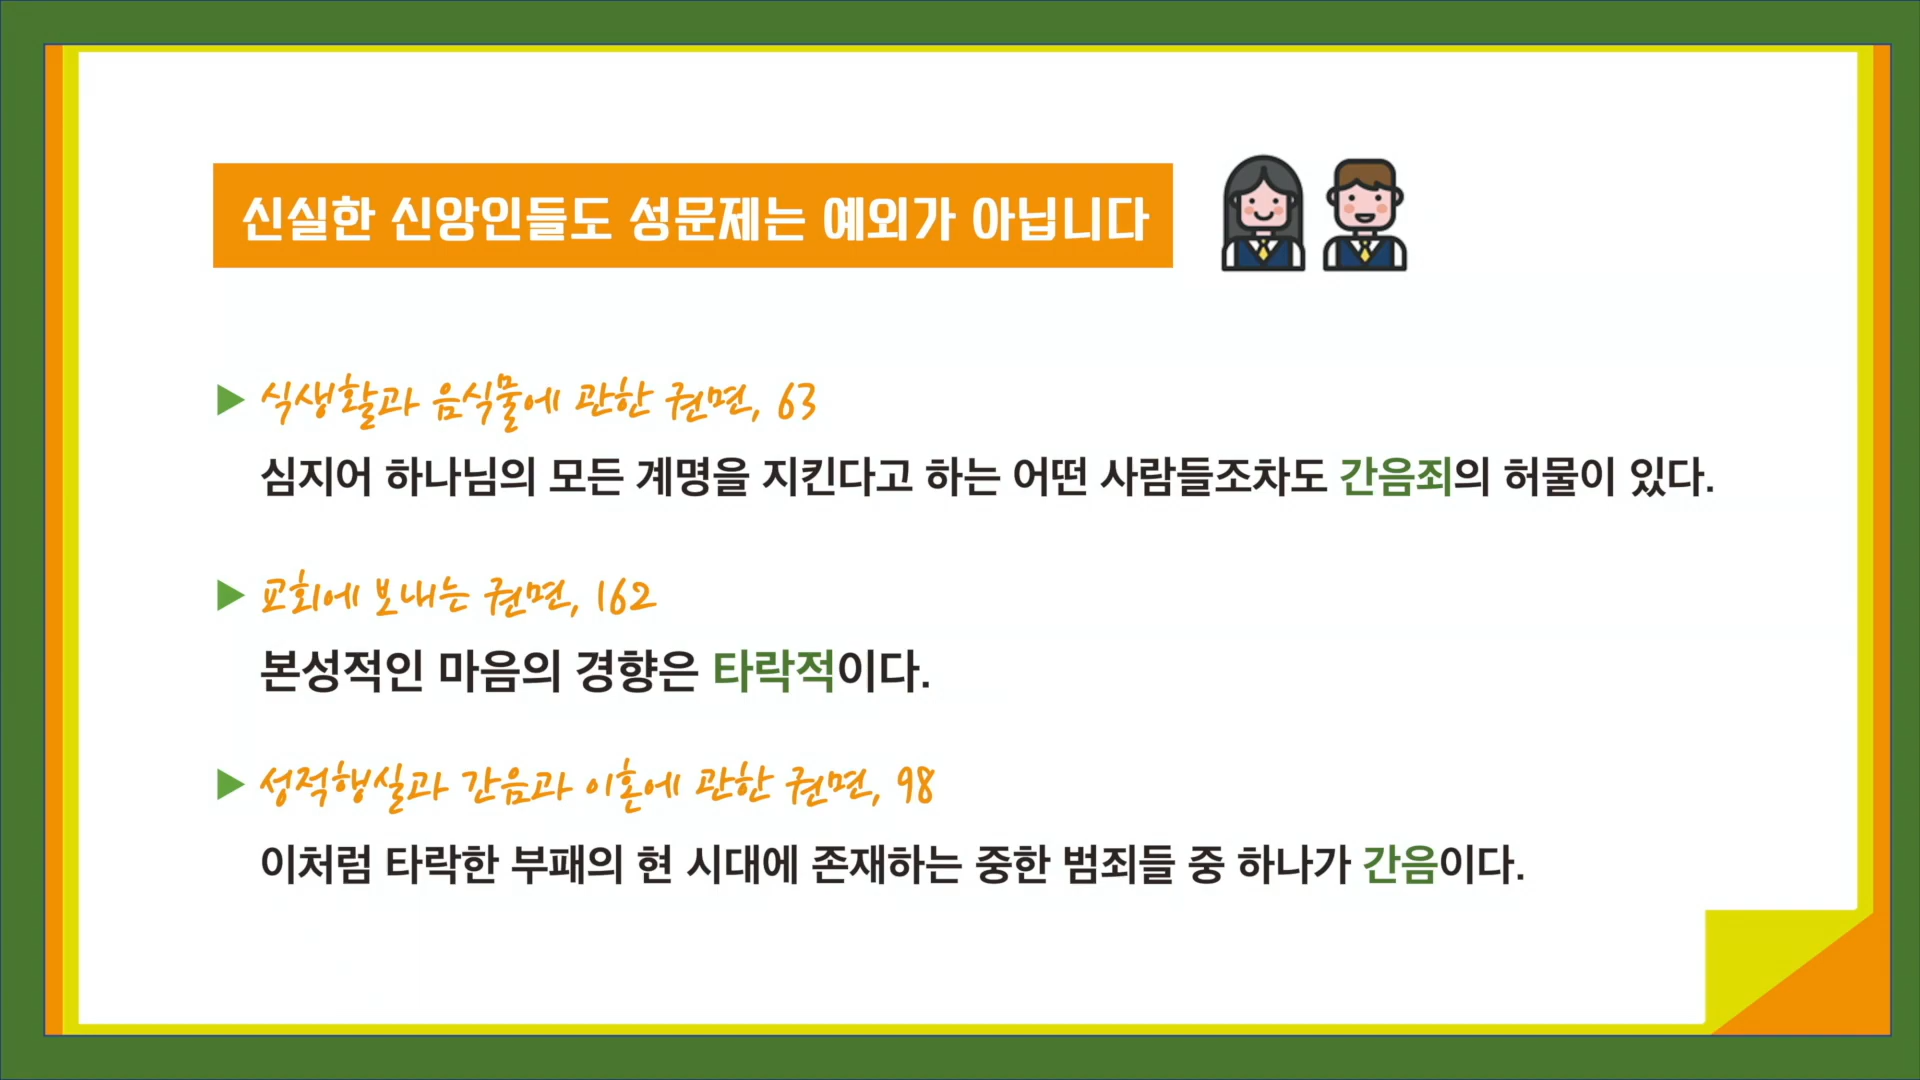 신실한 신앙인들도 성문제는 예외가 아닙니다
식생활과 음식물에 관한 권면, 63
심지어 하나님의 모든 계명을 지킨다고 하는 어떤 사람들조차도 간음죄의 허물이 있다.
교회에 보내는 권면, 162
본성적인 마음의 경향은 타락적이다.
성적행실과 간음과 이혼에 관한 권면, 98
이처럼 타락한 부패의 현 시대에 존재하는 중한 범죄들 중 하나가 간음이다.